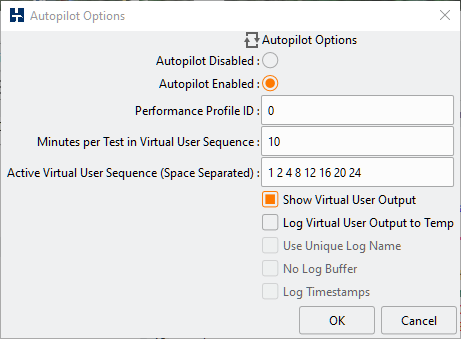 Autopilot Options
Autopilot Options
Autopilot Disabled :
Autopilot Enabled :
Performance Profile ID : 0
Minutes per Test in Virtual User Sequence : 10
Active Virtual User Sequence (Space Separated) : 1 2 4 8 12 16 20 24
Show Virtual User Output
Log Virtual User Output to Temp
Use Unique Log Name
No Log Buffer
Log Timestamps
OK Cancel